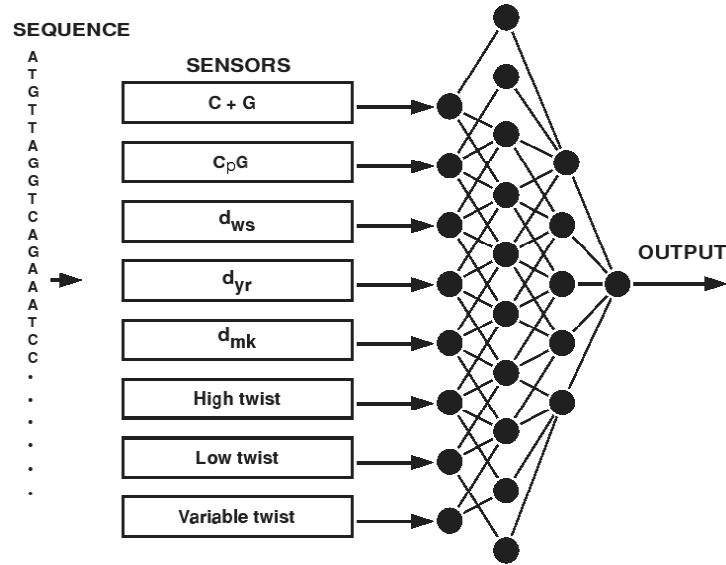 SEQUENCE
A
T
G
T
T
A
G
G
T
C
A
G
A
A
A
T
C
C
.
.
.
.
.
.
SENSORS
C + G
CpG
dws
dyr
dmk
High twist
Low twist
Variable twist
OUTPUT